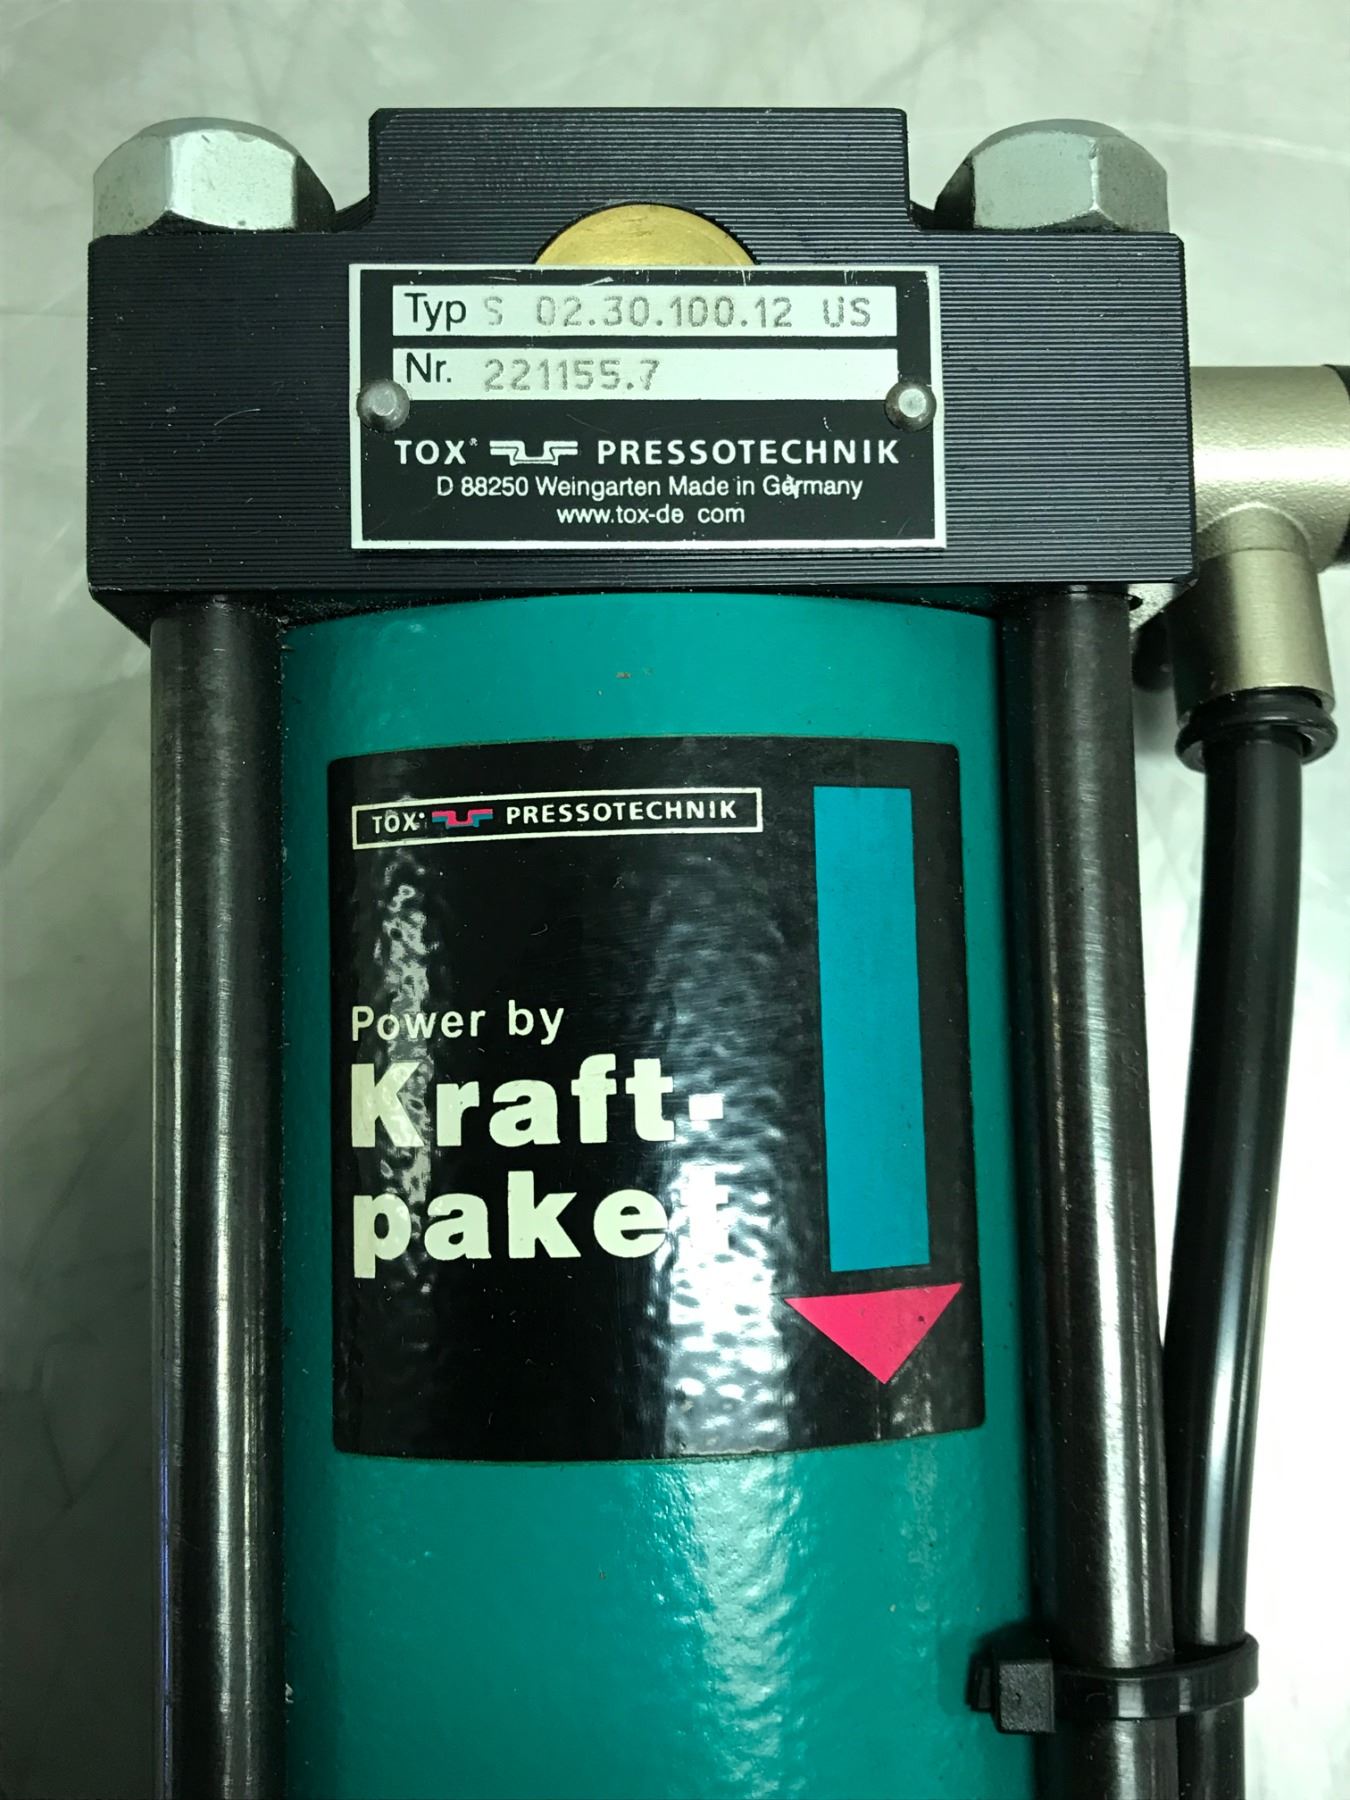 Typ S 02.30.100.12 US
Nr. 221155.7
TOX® PRESSOTECHNIK
D 88250 Weingarten Made in Germany
www.tox-de com
TOX® PRESSOTECHNIK
Power by
Kraft-
paket